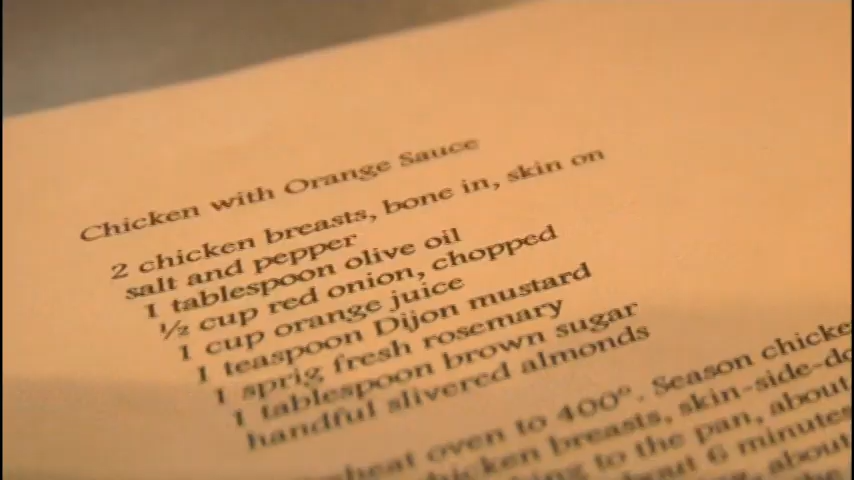 Chicken with Orange Sauce
2 chicken breasts, bone in, skin on
salt and pepper
1 tablespoon olive oil
½ cup red onion, chopped
1 cup orange juice
1 teaspoon Dijon mustard
1 sprig fresh rosemary
1 tablespoon brown sugar
handful slivered almonds
oven to 400°. Season
breasts, skin-side-do
to the pan, about
6 minutes
about